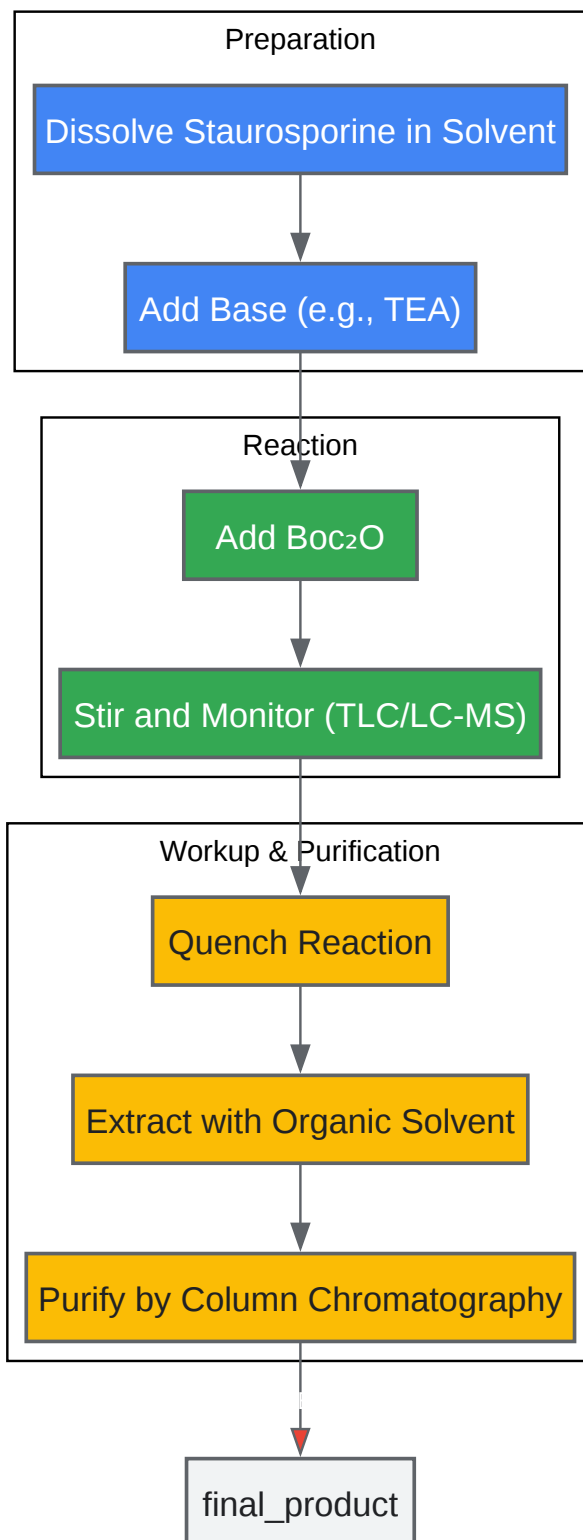 Preparation
Dissolve Staurosporine in Solvent
Add Base (e.g., TEA)
Reaction
Add Boc₂O
Stir and Monitor (TLC/LC-MS)
Workup & Purification
Quench Reaction
Extract with Organic Solvent
Purify by Column Chromatography
final_product